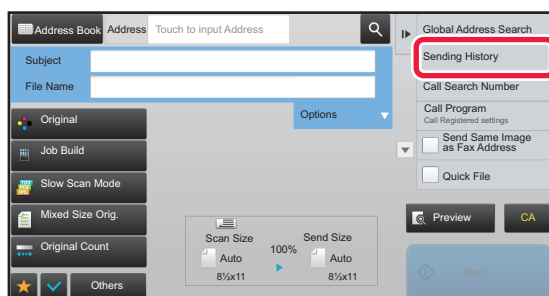 Address Book Address Touch to input Address
Subject
File Name
Options
Original
Job Build
Slow Scan Mode
Mixed Size Orig.
Original Count
Others
Scan Size
Auto
8½x11
100%
Send Size
Auto
8½x11
Global Address Search
Sending History
Call Search Number
Call Program
Call Registered settings
Send Same Image
as Fax Address
Quick File
Preview
CA
Start